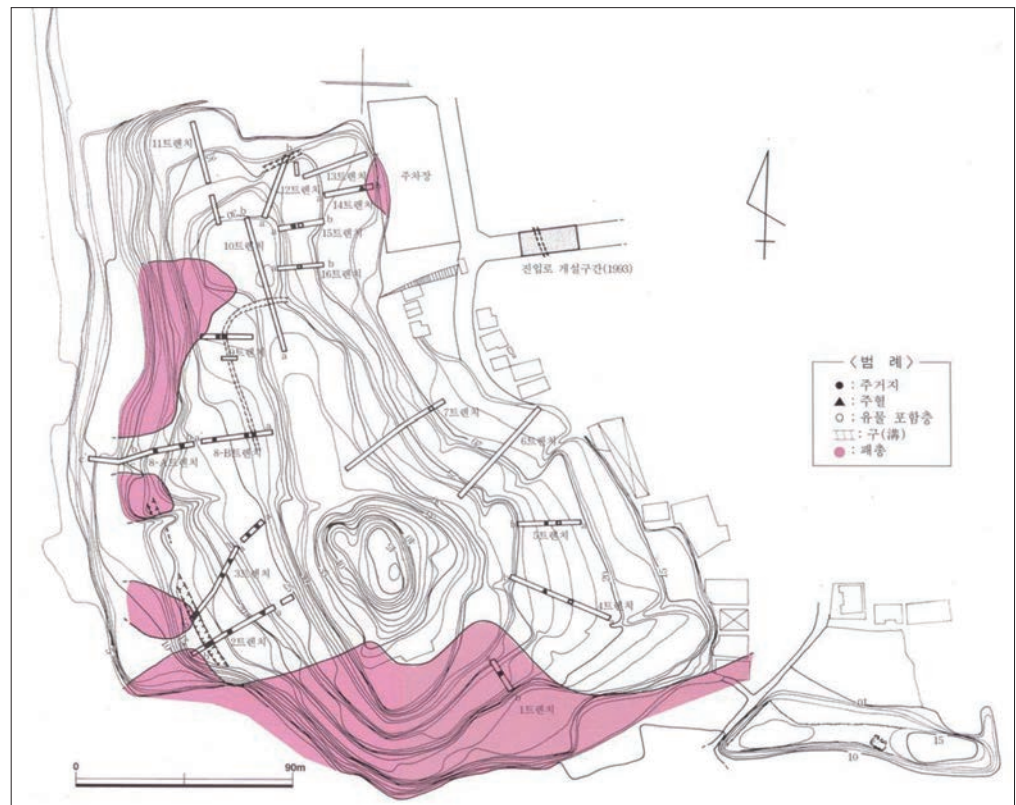 11트렌치
b
13트렌치
주차장
12트렌치
a
14트렌치
b
a
a
b
15트렌치
10트렌치
b
16트렌치
진입로 개설구간(1993)
9트렌치
a
<범 례>
● : 주거지
▲ : 주혈
○ : 유물 포함층
: 구(溝)
: 패총
7트렌치
6트렌치
8-A트렌치
8-B트렌치
5트렌치
3트렌치
4트렌치
2트렌치
1트렌치
10
15
10
0
90m